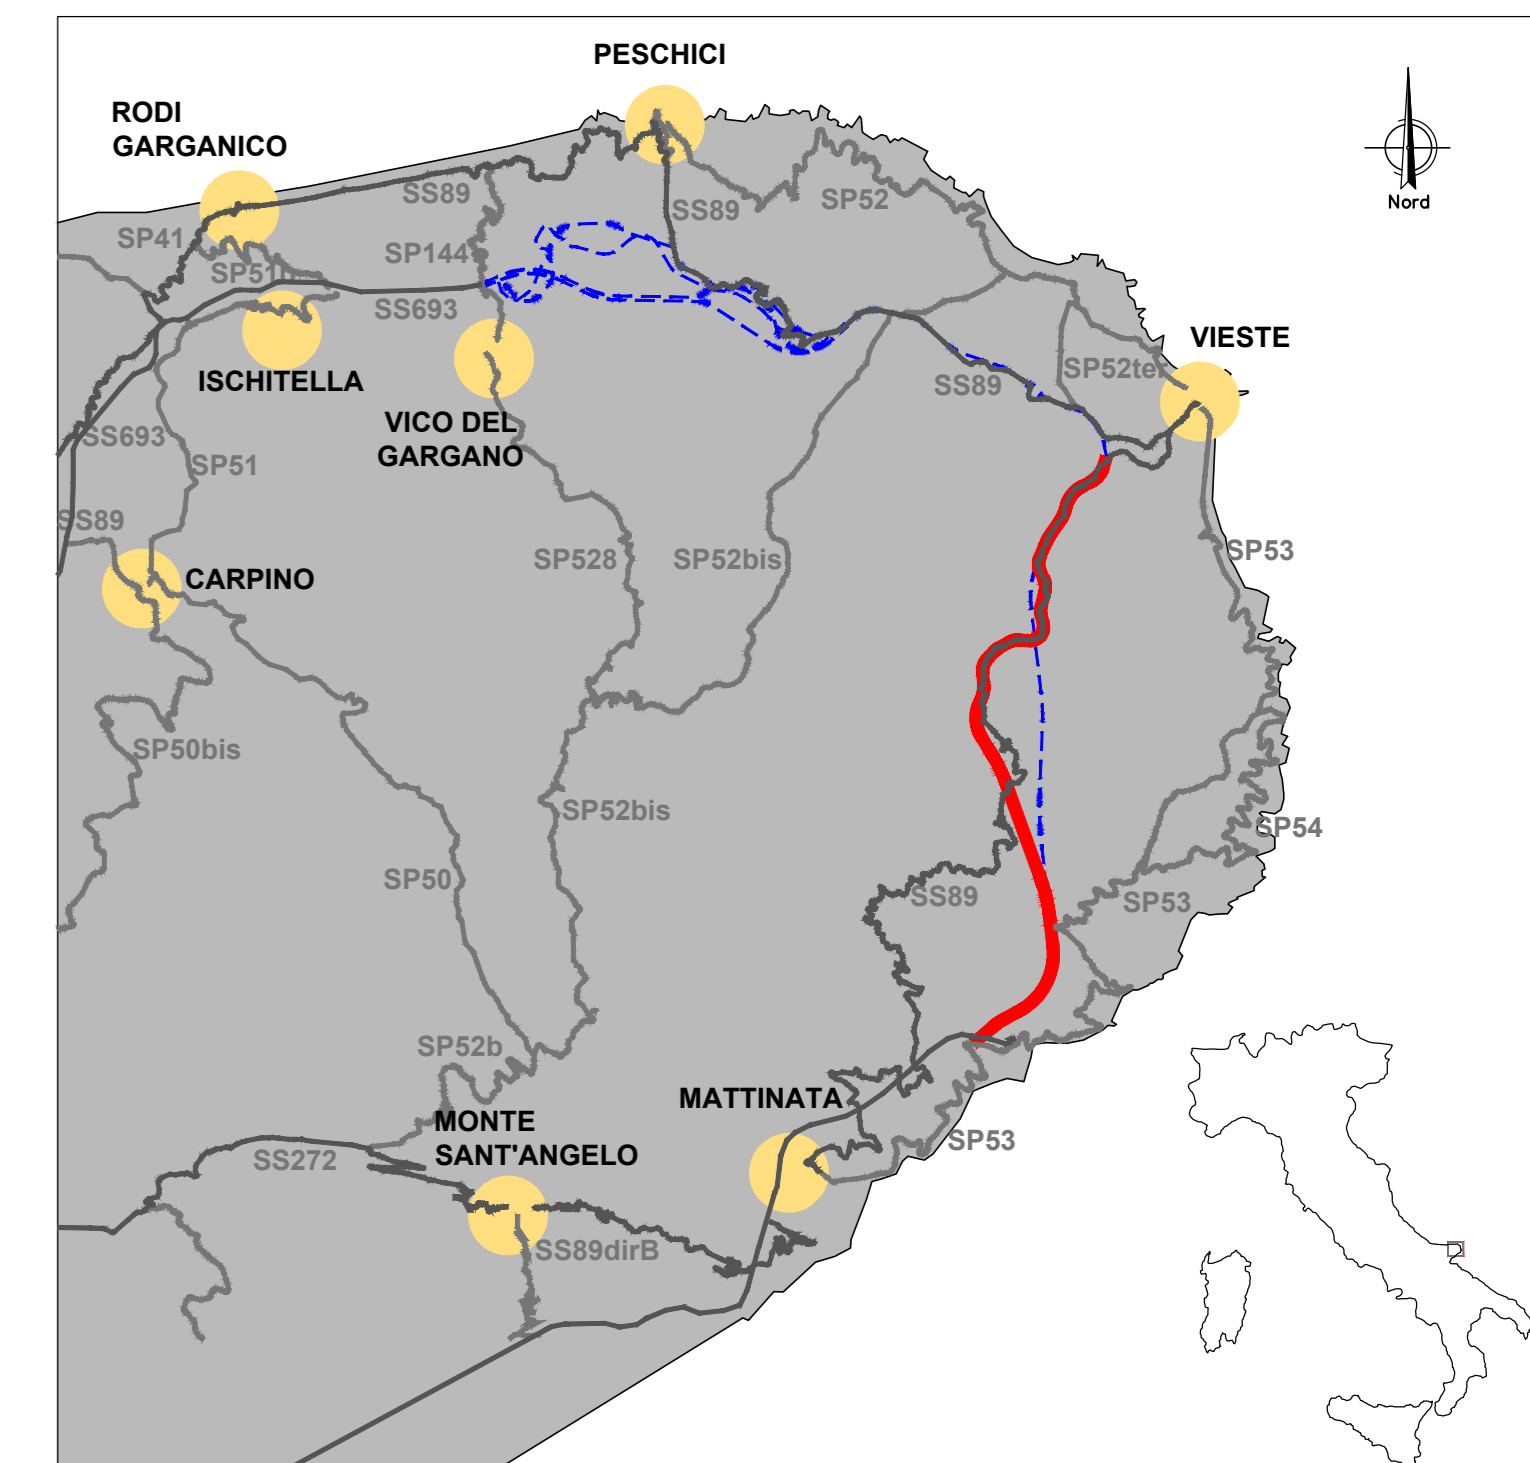 PESCHICI
RODI
GARGANICO
SS89
SS89
SP52
Nord
SP41
SP144
SP51
SS693
VIESTE
ISCHITELLA
SS89
SP52ter
VICO DEL
GARGANO
SS693
SP51
SS89
SP528
SP52bis
SP53
CARPINO
SP50bis
SP52bis
SP54
SP50
SS89
SP53
SP52b
MATTINATA
MONTE
SANT'ANGELO
SS272
SP53
SS89dirB